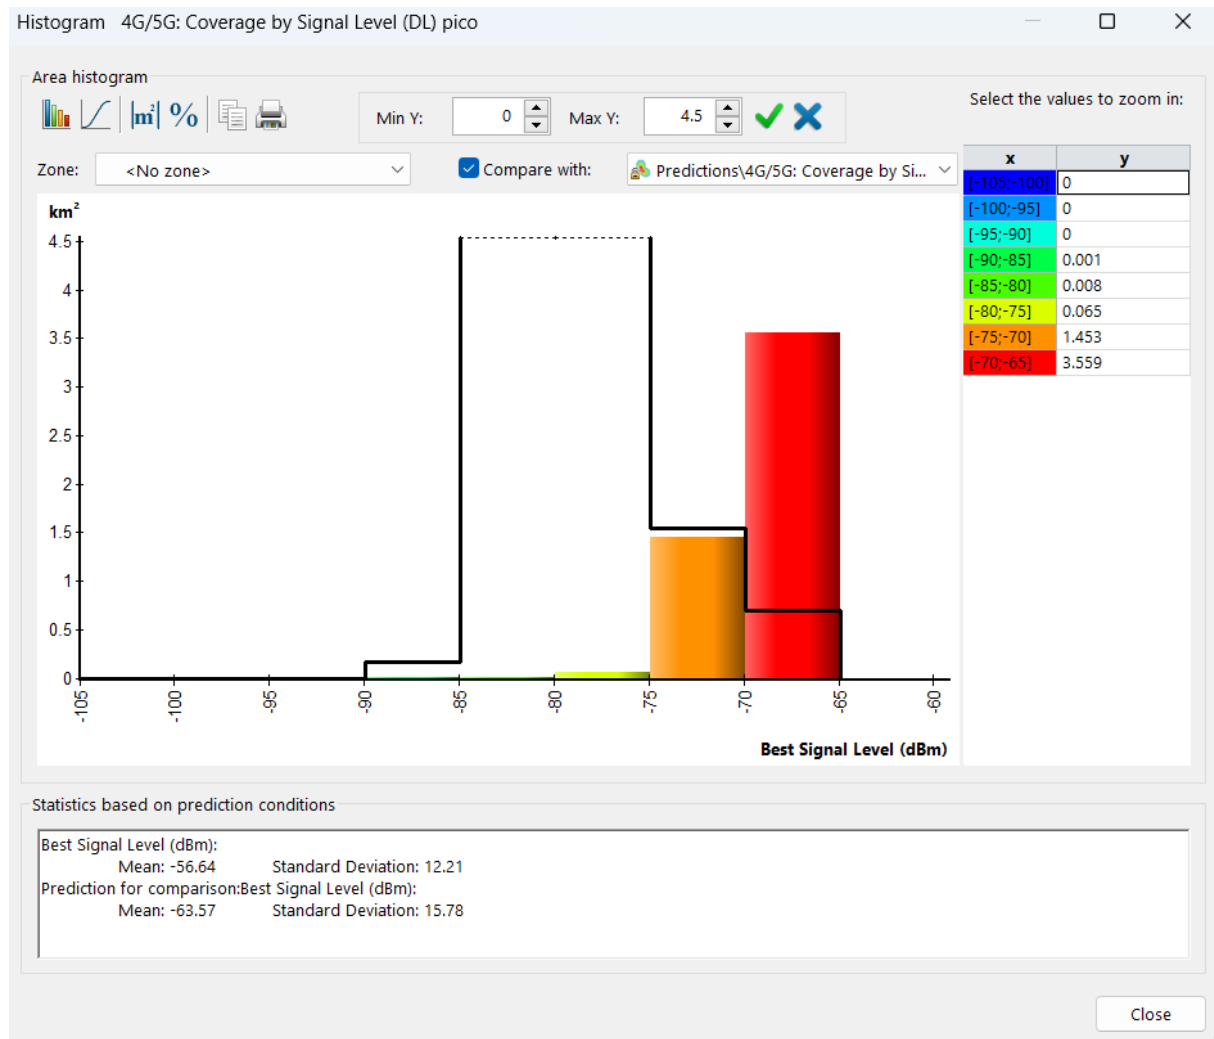 Histogram 4G/5G: Coverage by Signal Level (DL) pico
Area histogram
m²
%
Min Y: 0 Max Y: 4.5
Select the values to zoom in:
Zone: <No zone> Compare with: Predictions\4G/5G: Coverage by Si...
x y
[-105;-100] 0
[-100;-95] 0
[-95;-90] 0
[-90;-85] 0.001
[-85;-80] 0.008
[-80;-75] 0.065
[-75;-70] 1.453
[-70;-65] 3.559
km²
4.5
4
3.5
3
2.5
2
1.5
1
0.5
0
-105 -100 -95 -90 -85 -80 -75 -70 -65 -60
Best Signal Level (dBm)
Statistics based on prediction conditions
Best Signal Level (dBm):
Mean: -56.64 Standard Deviation: 12.21
Prediction for comparison:Best Signal Level (dBm):
Mean: -63.57 Standard Deviation: 15.78
Close